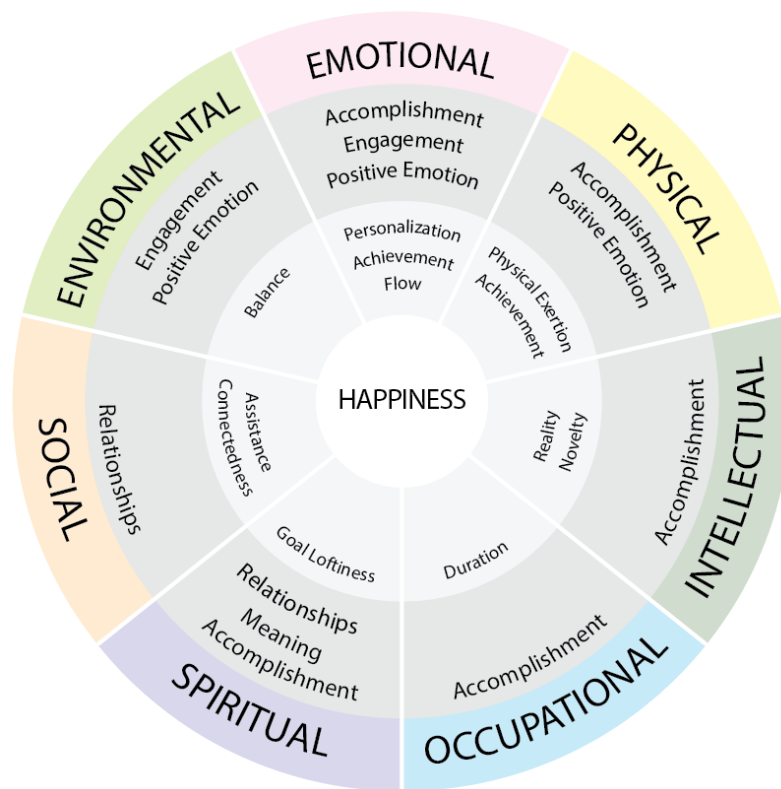 EMOTIONAL
Accomplishment
Engagement
Positive Emotion
Personalization
Achievement
Flow
PHYSICAL
Accomplishment
Positive Emotion
Physical Exertion
Achievement
INTELLECTUAL
Accomplishment
Novelty
Reality
OCCUPATIONAL
Accomplishment
Duration
SPIRITUAL
Relationships
Meaning
Accomplishment
Goal Loftiness
SOCIAL
Relationships
Assistance
Connectedness
ENVIRONMENTAL
Engagement
Positive Emotion
Balance
HAPPINESS